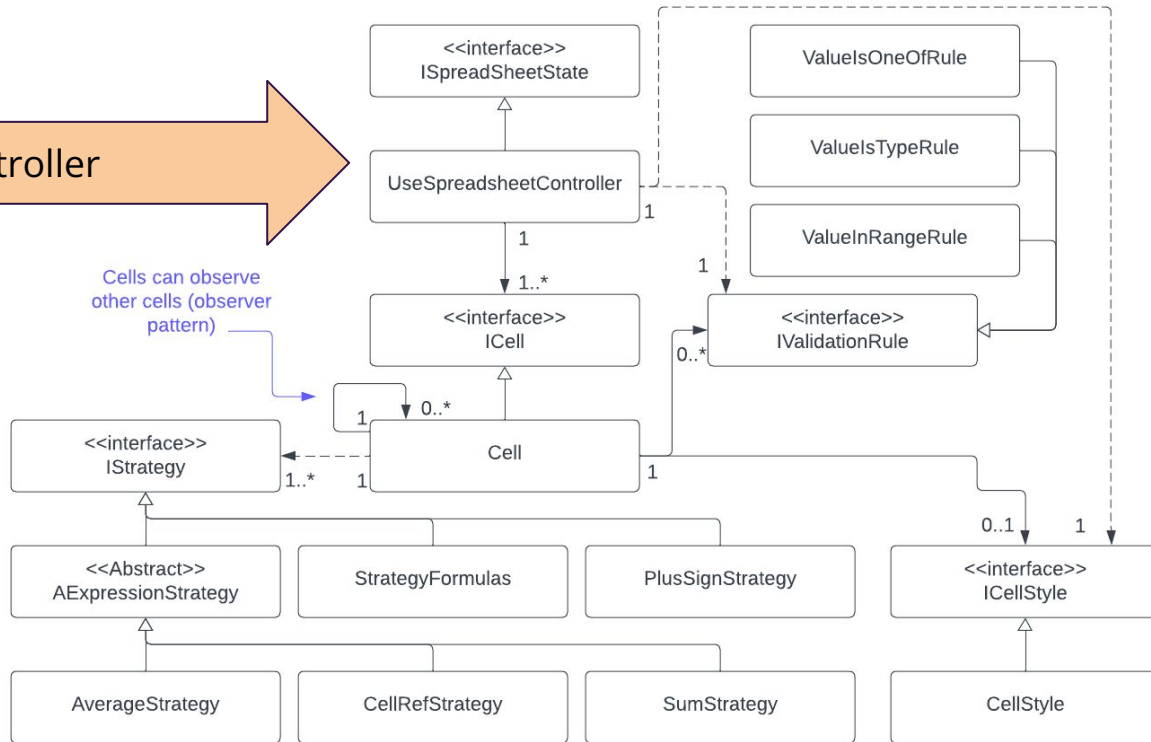 <<interface>>
ISpreadSheetState
ValueIsOneOfRule
troller
UseSpreadsheetController
ValueIsTypeRule
1
ValueInRangeRule
1
1
1..*
Cells can observe
other cells (observer
pattern)
<<interface>>
ICell
<<interface>>
IValidationRule
0..*
1
0..*
<<interface>>
IStrategy
1..*
1
Cell
1
0..1
1
<<Abstract>>
AExpressionStrategy
StrategyFormulas
PlusSignStrategy
<<interface>>
ICellStyle
AverageStrategy
CellRefStrategy
SumStrategy
CellStyle